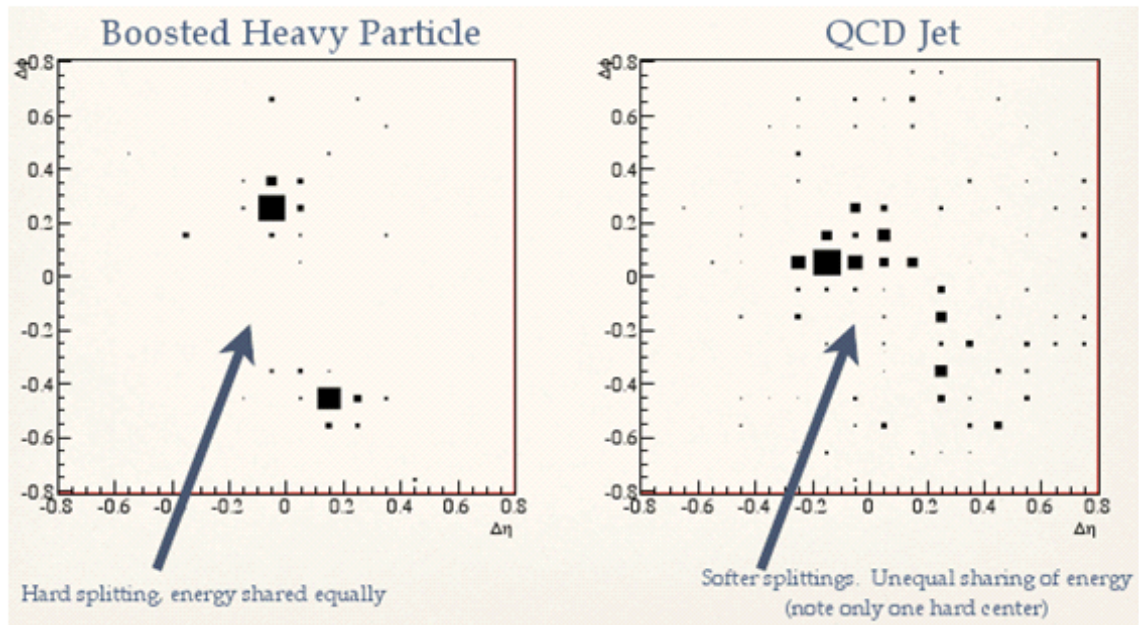 Boosted Heavy Particle
QCD Jet
Δφ
0.8
0.6
0.4
0.2
0
-0.2
-0.4
-0.6
-0.8
-0.8 -0.6 -0.4 -0.2 0 0.2 0.4 0.6 0.8
Δη
Δφ
0.8
0.6
0.4
0.2
0
-0.2
-0.4
-0.6
-0.8
-0.8 -0.6 -0.4 -0.2 0 0.2 0.4 0.6 0.8
Δη
Hard splitting, energy shared equally
Softer splittings. Unequal sharing of energy
(note only one hard center)